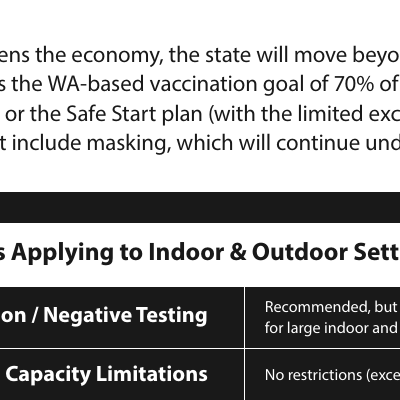 ens the economy, the state will move beyo
s the WA-based vaccination goal of 70% of
or the Safe Start plan (with the limited exc
t include masking, which will continue und
s Applying to Indoor & Outdoor Sett
on / Negative Testing
Recommended, but
for large indoor and
Capacity Limitations
No restrictions (exce